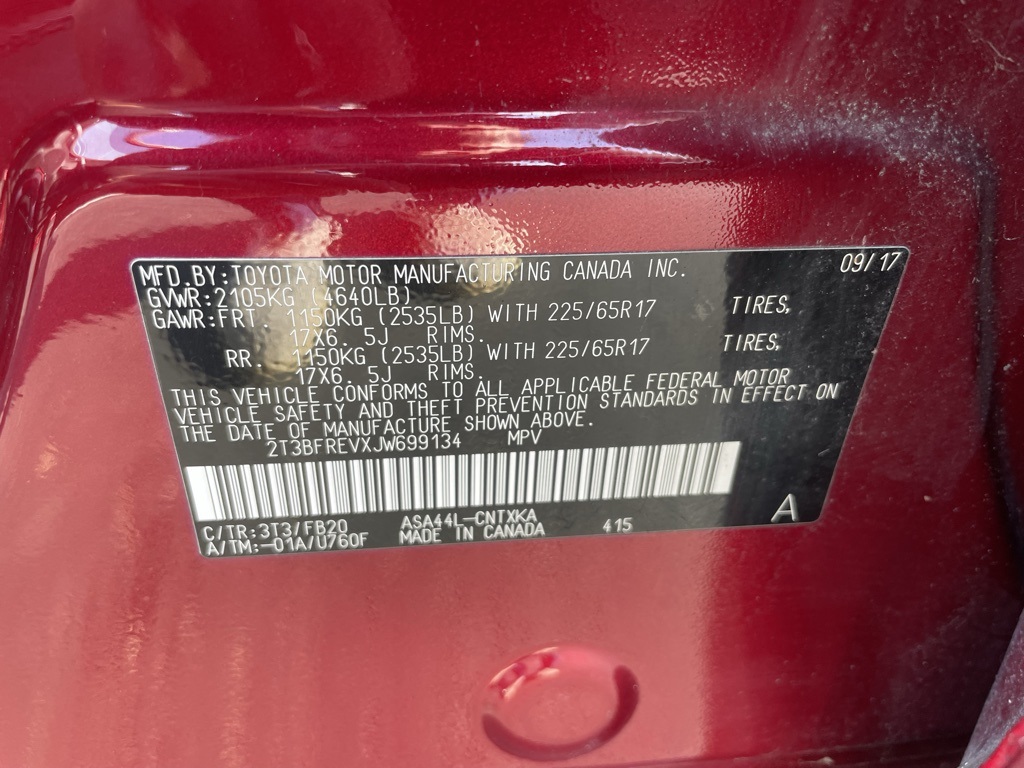 MFD.BY:TOYOTA MOTOR MANUFACTURING CANADA INC. 09/17
GVWR:2105KG (4640LB)
GAWR:FRT. 1150KG (2535LB) WITH 225/65R17 TIRES,
17X6.5J RIMS.
RR. 1150KG (2535LB) WITH 225/65R17 TIRES,
17X6.5J RIMS.
THIS VEHICLE CONFORMS TO ALL APPLICABLE FEDERAL MOTOR
VEHICLE SAFETY AND THEFT PREVENTION STANDARDS IN EFFECT ON
THE DATE OF MANUFACTURE SHOWN ABOVE.
2T3BFREVXJW699134 MPV
C/TR:3T3/FB20 ASA44L-CNTXKA 415 A
A/TM:-01A/U760F MADE IN CANADA